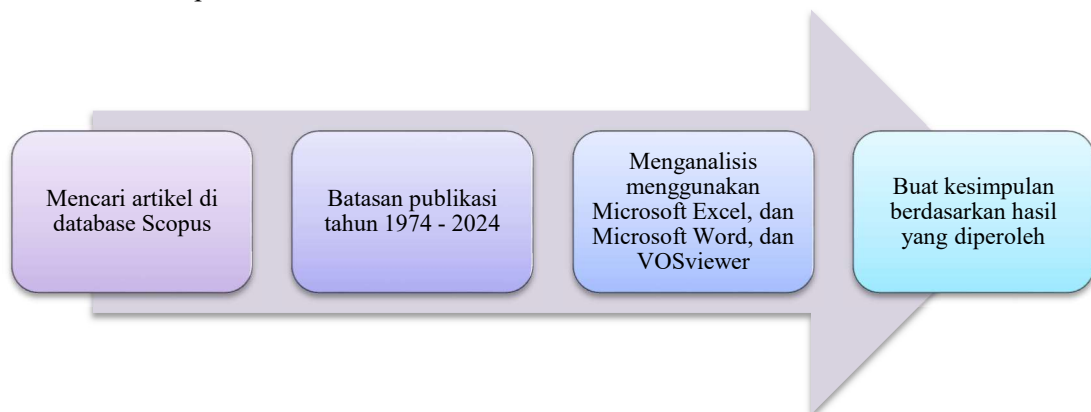 Mencari artikel di
database Scopus
Batasan publikasi
tahun 1974 - 2024
Menganalisis
menggunakan
Microsoft Excel, dan
Microsoft Word, dan
VOSviewer
Buat kesimpulan
berdasarkan hasil
yang diperoleh